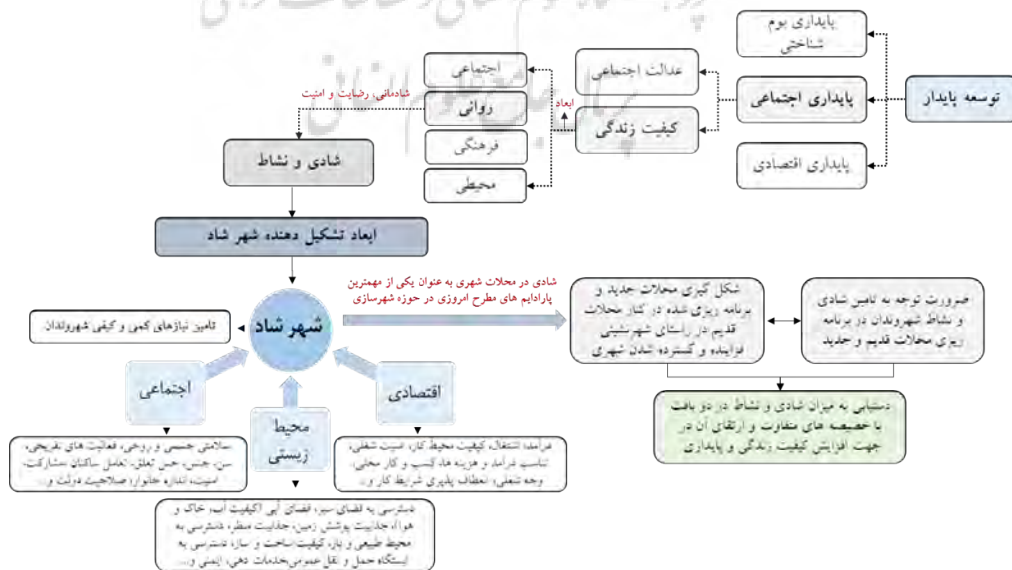 پایداری بوم
شناختی
توسعه پایدار
پایداری اجتماعی
پایداری اقتصادی
عدالت اجتماعی
کیفیت زندگی
ابعاد
اجتماعی
روانی
فرهنگی
محیطی
شادمانی، رضایت و امنیت
شادی و نشاط
ابعاد تشکیل دهنده شهر شاد
شهر شاد
تامین نیازهای کمی و کیفی شهروندان
شادی در محلات شهری به عنوان یکی از مهمترین
پارادایم های مطرح امروزی در حوزه شهرسازی
شکل گیری محلات جدید و
برنامه ریزی شده در کنار محلات
قدیم در راستای شهرنشینی
فزاینده و گسترده شدن شهری
ضرورت توجه به تامین شادی
و نشاط شهروندان در برنامه
ریزی محلات قدیم و جدید
دستیابی به میزان شادی و نشاط در دو بافت
با خصیصه های متفاوت و ارتقای آن در
جهت افزایش کیفیت زندگی و پایداری
اقتصادی
محیط
زیستی
اجتماعی
درآمد، اشتغال، کیفیت محیط کار، امنیت شغلی،
تناسب درآمد و هزینه ها، کسب و کار محلی،
وجه شغلی، انعطاف پذیری شرایط کار و...
سلامتی جسمی و روحی، فعالیت های تفریحی،
سن، جنس، حس تعلق، تعامل ساکنان، مشارکت،
امنیت، اندازه خانوار، صلاحیت دولت و...
دسترسی به فضای سبز، فضای آبی (کیفیت آب، خاک و
هوا)، جذابیت پوشش زمین، جذابیت منظر، دسترسی به
محیط طبیعی و باز، کیفیت ساخت و ساز، دسترسی به
ایستگاه حمل و نقل عمومی، خدمات دهی، ایمنی و...
پرتال جامع علوم انسانی